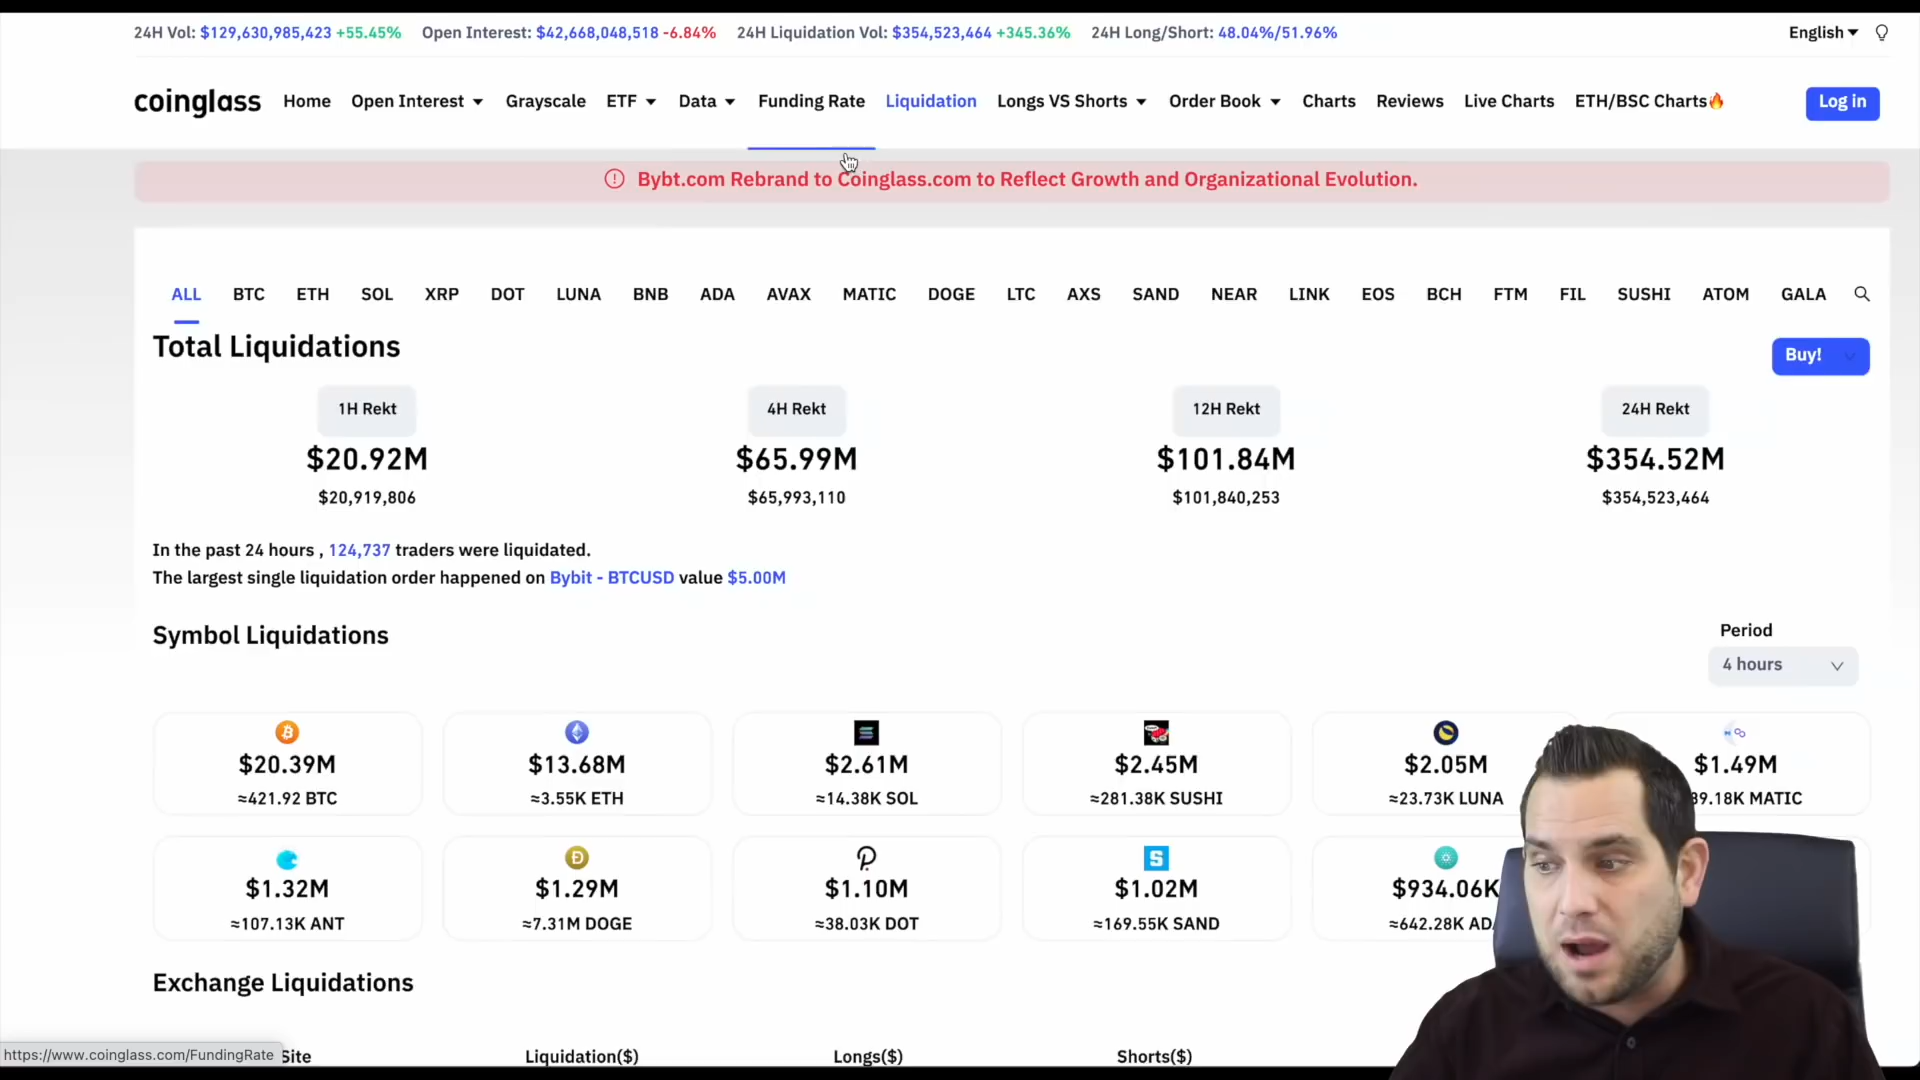 24H Vol: $129,630,985,423 +55.45% Open Interest: $42,668,048,518 -6.84% 24H Liquidation Vol: $354,523,464 +345.36% 24H Long/Short: 48.04%/51.96% English
coinglass Home Open Interest Grayscale ETF Data Funding Rate Liquidation Longs VS Shorts Order Book Charts Reviews Live Charts ETH/BSC Charts Log in
Bybt.com Rebrand to Coinglass.com to Reflect Growth and Organizational Evolution.
ALL BTC ETH SOL XRP DOT LUNA BNB ADA AVAX MATIC DOGE LTC AXS SAND NEAR LINK EOS BCH FTM FIL SUSHI ATOM GALA
Total Liquidations
Buy!
1H Rekt 4H Rekt 12H Rekt 24H Rekt
$20.92M $65.99M $101.84M $354.52M
$20,919,806 $65,993,110 $101,840,253 $354,523,464
In the past 24 hours , 124,737 traders were liquidated.
The largest single liquidation order happened on Bybit - BTCUSD value $5.00M
Symbol Liquidations
Period
4 hours
$20.39M $13.68M $2.61M $2.45M $2.05M $1.49M
≈421.92 BTC ≈3.55K ETH ≈14.38K SOL ≈281.38K SUSHI ≈23.73K LUNA 89.18K MATIC
$1.32M $1.29M $1.10M $1.02M $934.06K
≈107.13K ANT ≈7.31M DOGE ≈38.03K DOT ≈169.55K SAND ≈642.28K AD
Exchange Liquidations
Site Liquidation($) Longs($) Shorts($)
https://www.coinglass.com/FundingRate